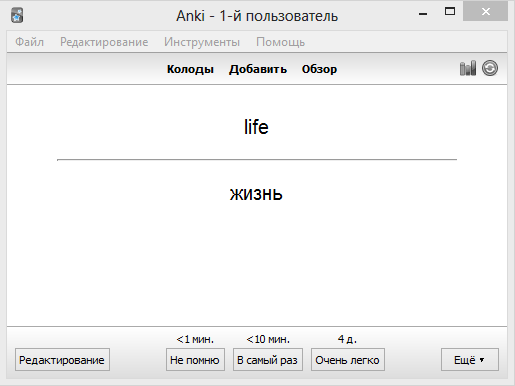 Anki - 1-й пользователь
Файл Редактирование Инструменты Помощь
Колоды Добавить Обзор
life
жизнь
<1 мин. <10 мин. 4 д.
Редактирование Не помню В самый раз Очень легко Ещё